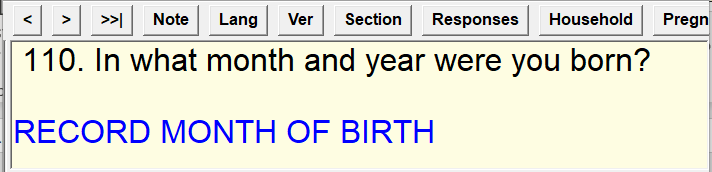 < > >>| Note Lang Ver Section Responses Household Pregn
110. In what month and year were you born?
RECORD MONTH OF BIRTH